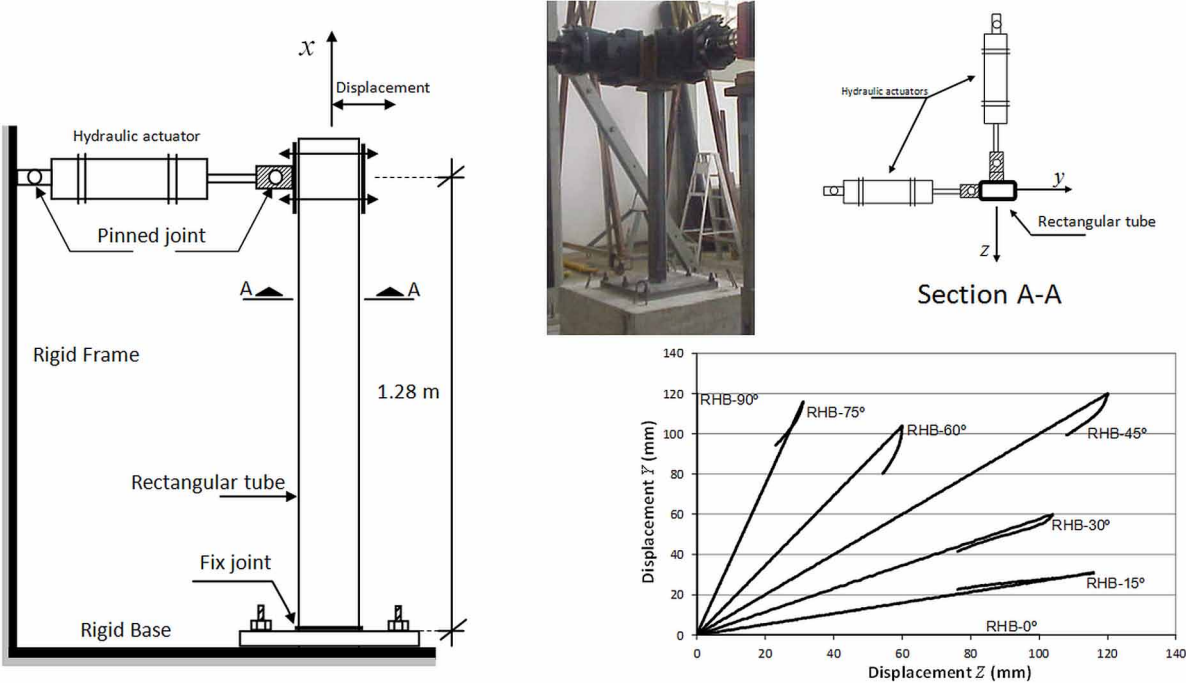 x
Displacement
Hydraulic actuator
Pinned joint
A
A
Rigid Frame
1.28 m
Rectangular tube
Fix joint
Rigid Base
Hydraulic actuators
y
Rectangular tube
z
Section A-A
140
120
100
80
60
40
20
0
Displacement Y (mm)
RHB-90º
RHB-75º
RHB-60º
RHB-45º
RHB-30º
RHB-15º
RHB-0º
0 20 40 60 80 100 120 140
Displacement Z (mm)